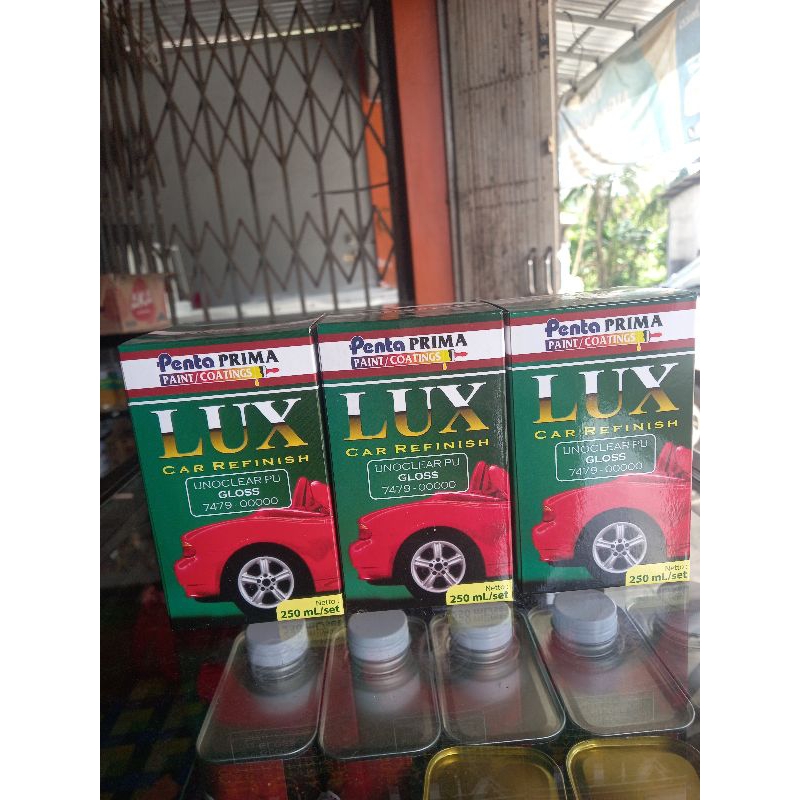 Penta PRIMA
PAINT/COATINGS
LUX
CAR REFINISH
UNOCLEAR PU
GLOSS
7479-00000
Netto :
250 mL/set
Penta PRIMA
PAINT/COATINGS
LUX
CAR REFINISH
UNOCLEAR PU
GLOSS
7479-00000
Netto :
250 mL/set
Penta PRIMA
PAINT/COATINGS
LUX
CAR REFINISH
UNOCLEAR PU
GLOSS
7479-00000
Netto :
250 mL/set